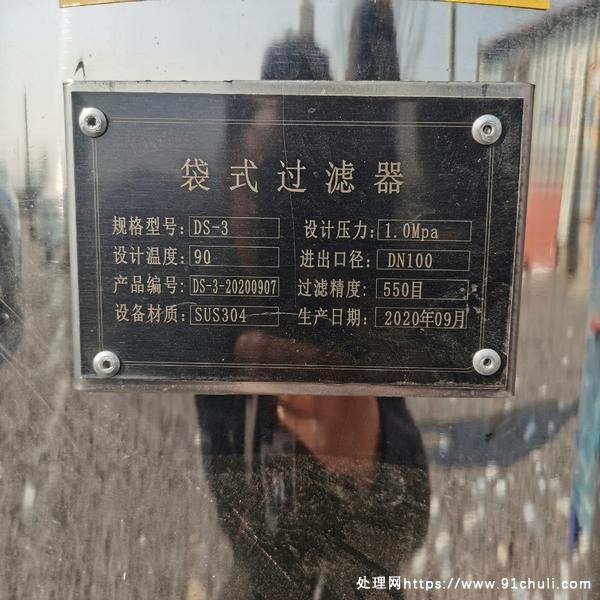 袋式过滤器
规格型号: DS-3 设计压力: 1.0Mpa
设计温度: 90 进出口径: DN100
产品编号: DS-3-20200907 过滤精度: 550目
设备材质: SUS304 生产日期: 2020年09月
处理网https://www.91chuli.com/